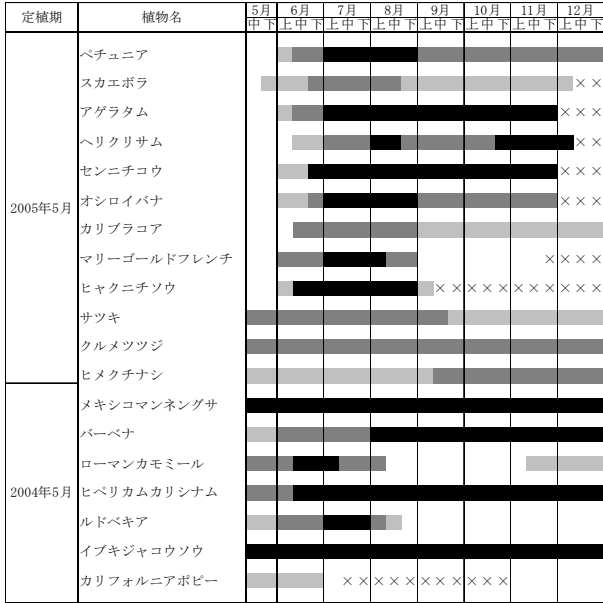 定植期 植物名 5月 6月 7月 8月 9月 10月 11月 12月
中 下 上 中 下 上 中 下 上 中 下 上 中 下 上 中 下 上 中 下 上 中 下
ペチュニア
スカエボラ ××
アゲラタム ×××
ヘリクリサム ××
センニチコウ ×××
2005年5月 オシロイバナ ×××
カリブラコア
マリーゴールドフレンチ ××××
ヒャクニチソウ ×××××××××××
サツキ
クルメツツジ
ヒメクチナシ
メキシコマンネングサ
バーベナ
ローマンカモミール
2004年5月 ヒペリカムカリシナム
ルドベキア
イブキジャコウソウ
カリフォルニアポピー ×××××××××××